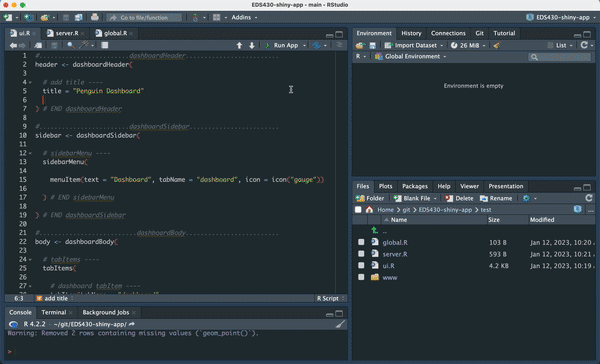 EDS430-shiny-app - main - RStudio
Go to file/function
Addins
EDS430-shiny-app
ui.R
server.R
global.R
Run App
1 #........................dashboardHeader........................
2 header <- dashboardHeader(
3
4 # add title ----
5 title = "Penguin Dashboard"
6
7 ) # END dashboardHeader
8
9 #........................dashboardSidebar........................
10 sidebar <- dashboardSidebar(
11
12 # sidebarMenu ----
13 sidebarMenu(
14
15 menuItem(text = "Dashboard", tabName = "dashboard", icon = icon("gauge"))
16
17 ) # END sidebarMenu
18
19 ) # END dashboardSidebar
20
21 #........................dashboardBody........................
22 body <- dashboardBody(
23
24 # tabItems ----
25 tabItems(
26
27 # dashboard tabItem ----
6:3
add title
R Script
Console
Terminal
Background Jobs
R 4.2.2 · ~/git/EDS430-shiny-app/
Warning: Removed 2 rows containing missing values (`geom_point()`).
>
Environment
History
Connections
Git
Tutorial
Import Dataset
26 MiB
List
R
Global Environment
Environment is empty
Files
Plots
Packages
Help
Viewer
Presentation
Folder
Blank File
Delete
Rename
Home
git
EDS430-shiny-app
test
Name
Size
Modified
..
global.R 103 B Jan 12, 2023, 10:20
server.R 593 B Jan 12, 2023, 10:21
ui.R 4.2 KB Jan 12, 2023, 10:19
www